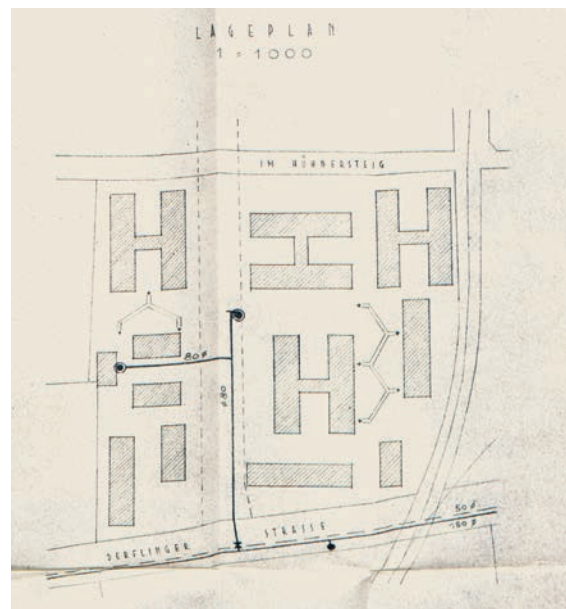 LAGEPLAN
1 = 1000
IM HÜHNERSTEIG
80 ø
ø 80
DERFLINGER STRASSE
50 ø
150 ø